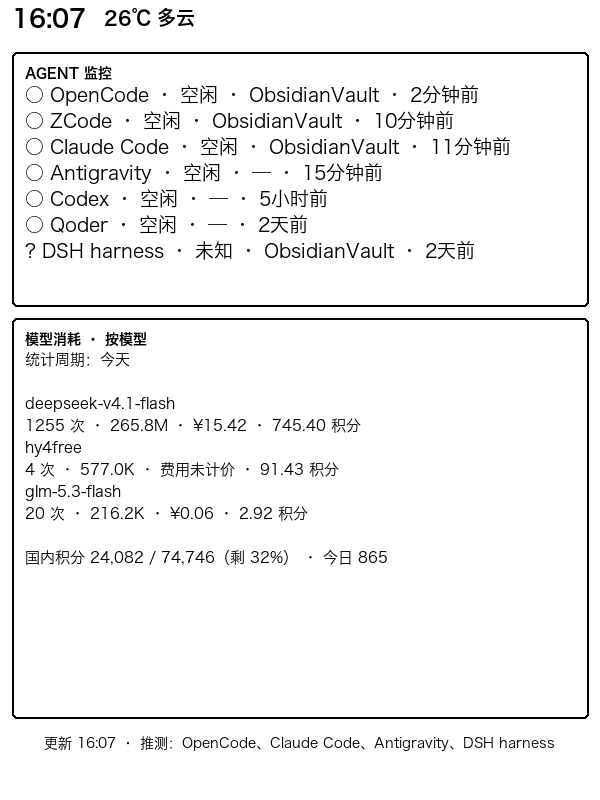 16:07 26℃ 多云
AGENT 监控
○ OpenCode · 空闲 · ObsidianVault · 2分钟前
○ ZCode · 空闲 · ObsidianVault · 10分钟前
○ Claude Code · 空闲 · ObsidianVault · 11分钟前
○ Antigravity · 空闲 · — · 15分钟前
○ Codex · 空闲 · — · 5小时前
○ Qoder · 空闲 · — · 2天前
? DSH harness · 未知 · ObsidianVault · 2天前
模型消耗 · 按模型
统计周期：今天
deepseek-v4.1-flash
1255 次 · 265.8M · ¥15.42 · 745.40 积分
hy4free
4 次 · 577.0K · 费用未计价 · 91.43 积分
glm-5.3-flash
20 次 · 216.2K · ¥0.06 · 2.92 积分
国内积分 24,082 / 74,746（剩 32%） · 今日 865
更新 16:07 · 推测：OpenCode、Claude Code、Antigravity、DSH harness